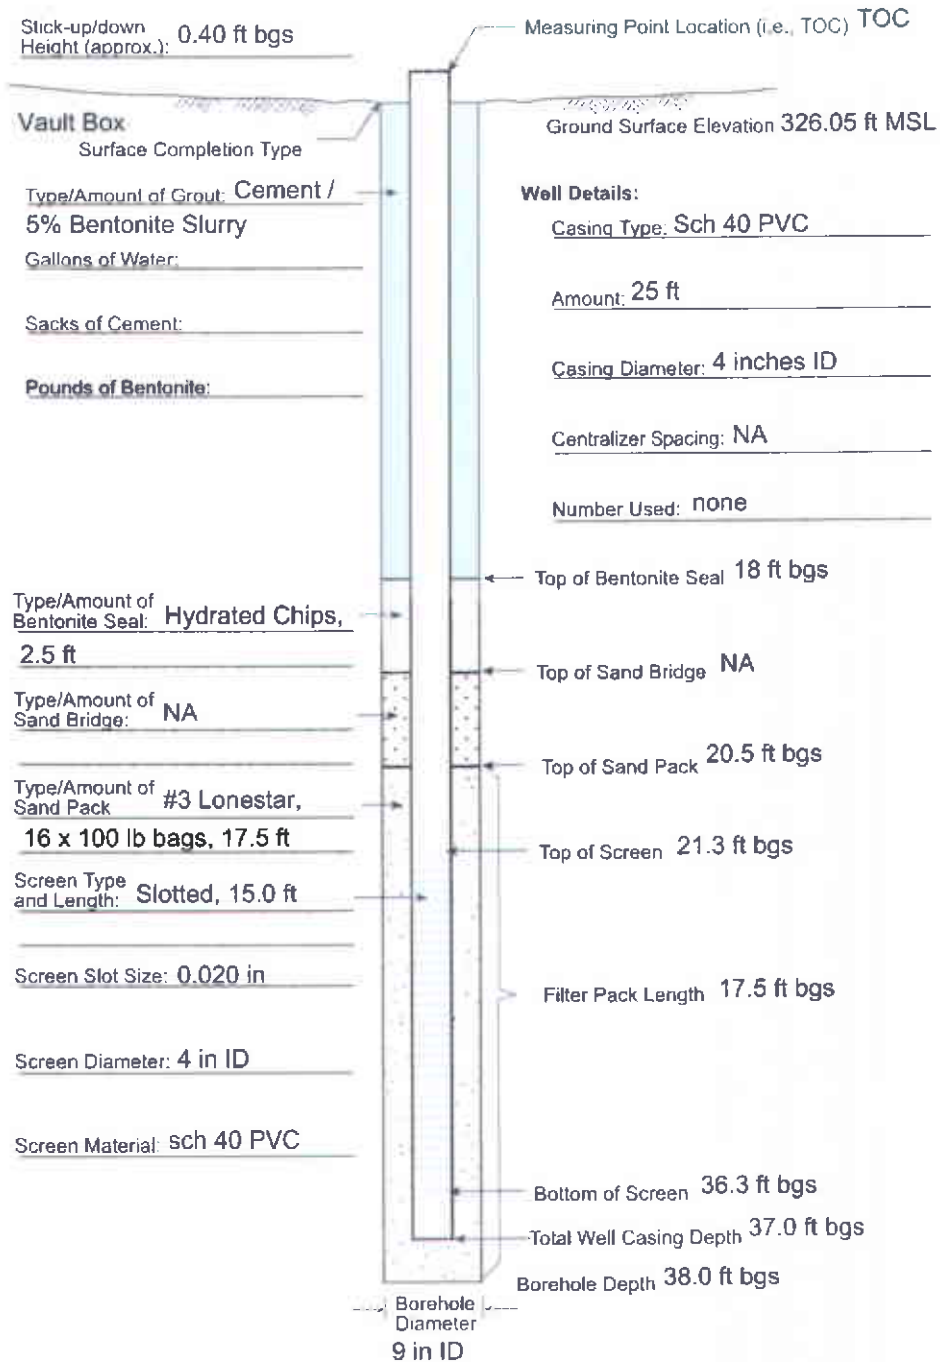 Stick-up/down
Height (approx.): 0.40 ft bgs
Measuring Point Location (i.e., TOC) TOC
Vault Box
Surface Completion Type
Ground Surface Elevation 326.05 ft MSL
Type/Amount of Grout: Cement /
5% Bentonite Slurry
Gallons of Water:
Sacks of Cement:
Pounds of Bentonite:
Well Details:
Casing Type: Sch 40 PVC
Amount: 25 ft
Casing Diameter: 4 inches ID
Centralizer Spacing: NA
Number Used: none
Top of Bentonite Seal 18 ft bgs
Type/Amount of
Bentonite Seal: Hydrated Chips,
2.5 ft
Top of Sand Bridge NA
Type/Amount of
Sand Bridge: NA
Top of Sand Pack 20.5 ft bgs
Type/Amount of
Sand Pack #3 Lonestar,
16 x 100 lb bags, 17.5 ft
Top of Screen 21.3 ft bgs
Screen Type
and Length: Slotted, 15.0 ft
Screen Slot Size: 0.020 in
Filter Pack Length 17.5 ft bgs
Screen Diameter: 4 in ID
Screen Material: sch 40 PVC
Bottom of Screen 36.3 ft bgs
Total Well Casing Depth 37.0 ft bgs
Borehole Depth 38.0 ft bgs
Borehole
Diameter
9 in ID